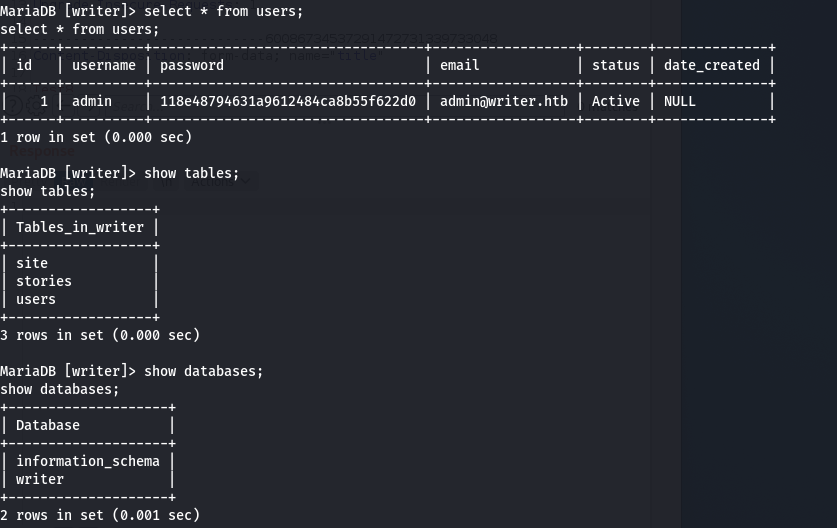 MariaDB [writer]> select * from users;
select * from users;
+----+----------+----------------------------------+------------------+--------+--------------+
| id | username | password | email | status | date_created |
+----+----------+----------------------------------+------------------+--------+--------------+
| 1 | admin | 118e48794631a9612484ca8b55f622d0 | admin@writer.htb | Active | NULL |
+----+----------+----------------------------------+------------------+--------+--------------+
1 row in set (0.000 sec)
MariaDB [writer]> show tables;
show tables;
+------------------+
| Tables_in_writer |
+------------------+
| site |
| stories |
| users |
+------------------+
3 rows in set (0.000 sec)
MariaDB [writer]> show databases;
show databases;
+--------------------+
| Database |
+--------------------+
| information_schema |
| writer |
+--------------------+
2 rows in set (0.001 sec)